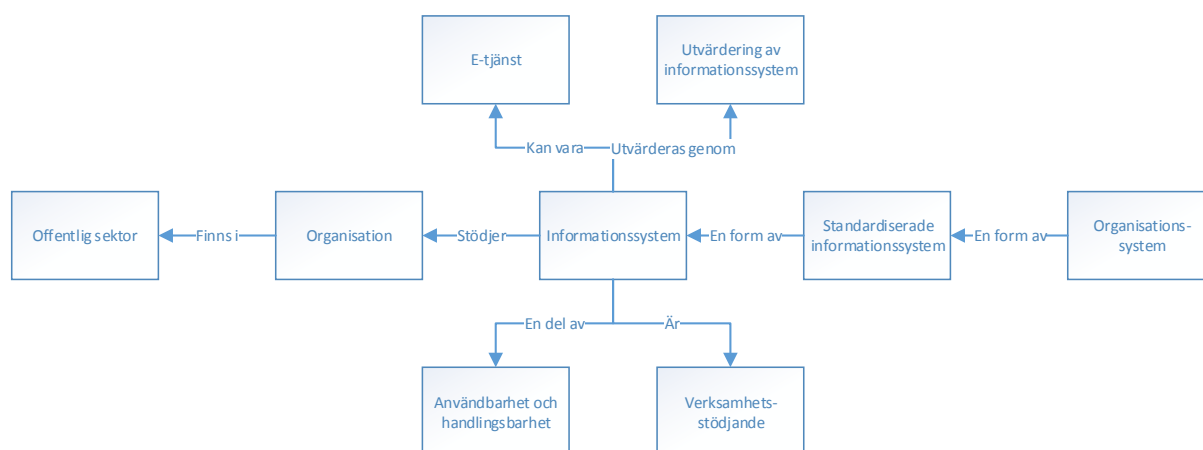 E-tjänst
Utvärdering av
informationssystem
Kan vara
Utvärderas genom
Offentlig sektor
Finns i
Organisation
Stödjer
Informationssystem
En form av
Standardiserade
informationssystem
En form av
Organisations-
system
En del av
Är
Användbarhet och
handlingsbarhet
Verksamhets-
stödjande